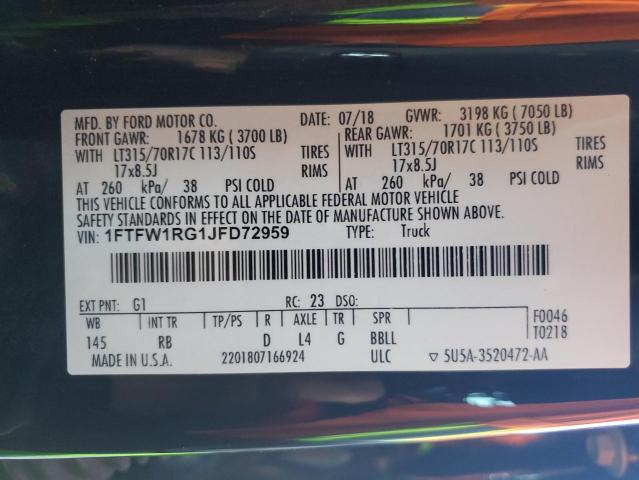 MFD. BY FORD MOTOR CO. DATE: 07/18 GVWR: 3198 KG (7050 LB)
FRONT GAWR: 1678 KG (3700 LB) REAR GAWR: 1701 KG (3750 LB)
WITH LT315/70R17C 113/110S TIRES WITH LT315/70R17C 113/110S TIRES
17x8.5J RIMS 17x8.5J RIMS
AT 260 kPa/ 38 PSI COLD AT 260 kPa/ 38 PSI COLD
THIS VEHICLE CONFORMS TO ALL APPLICABLE FEDERAL MOTOR VEHICLE
SAFETY STANDARDS IN EFFECT ON THE DATE OF MANUFACTURE SHOWN ABOVE.
VIN: 1FTFW1RG1JFD72959 TYPE: Truck
EXT PNT: G1 RC: 23 DSO: F0046
WB INT TR TP/PS R AXLE TR SPR T0218
145 RB D L4 G BBLL
MADE IN U.S.A. 2201807166924 ULC ▽ 5U5A-3520472-AA